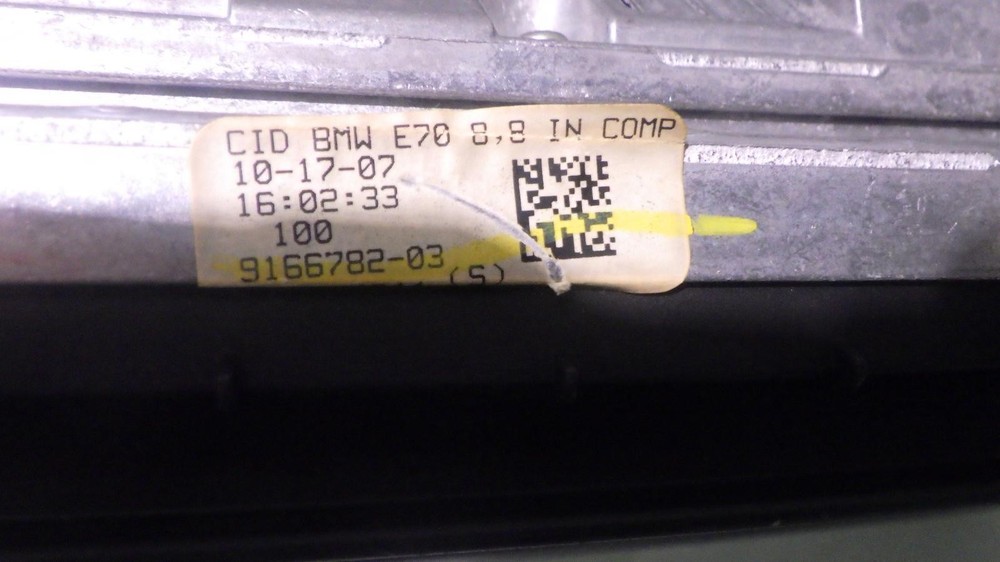 CID BMW E70 8,8 IN COMP
10-17-07
16:02:33
100
9166782-03
(S)